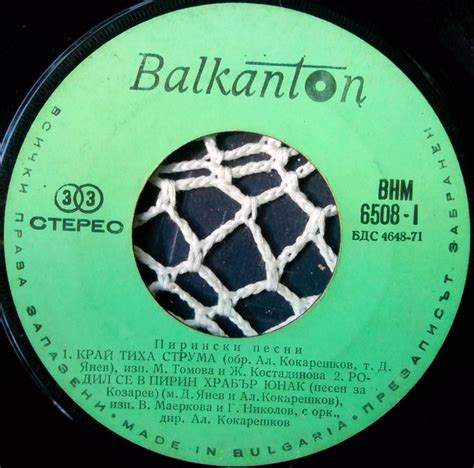 Balkanton
33
СТЕРЕО
ВНМ
6508-I
БДС 4648-71
Пирински песни
1. КРАЙ ТИХА СТРУМА (обр. Ал. Кокарешков, т. Д.
Янев), изп. М. Томова и Ж. Костадинова 2. РО-
ДИЛ СЕ В ПИРИН ХРАБЪР ЮНАК (песен за
Козарев) (м. Д. Янев и Ал. Кокарешков),
изп. В. Маеркова и Г. Николов, с орк.,
дир. Ал. Кокарешков
ВСИЧКИ ПРАВА ЗАПАЗЕНИ • MADE IN BULGARIA • ПРЕЗАПИСЪТ ЗАБРАНЕН